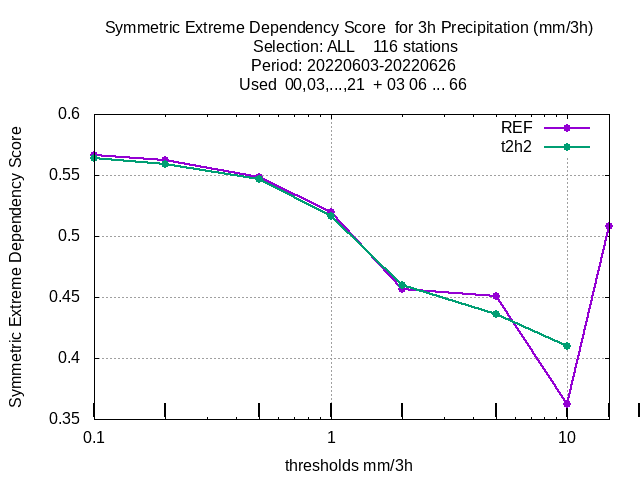 Symmetric Extreme Dependency Score  for 3h Precipitation (mm/3h)
Selection: ALL    116 stations
Period: 20220603-20220626
Used  00,03,...,21  + 03 06 ... 66
REF
t2h2
0.6
0.55
0.5
0.45
0.4
0.35
Symmetric Extreme Dependency Score
0.1
1
10
thresholds mm/3h